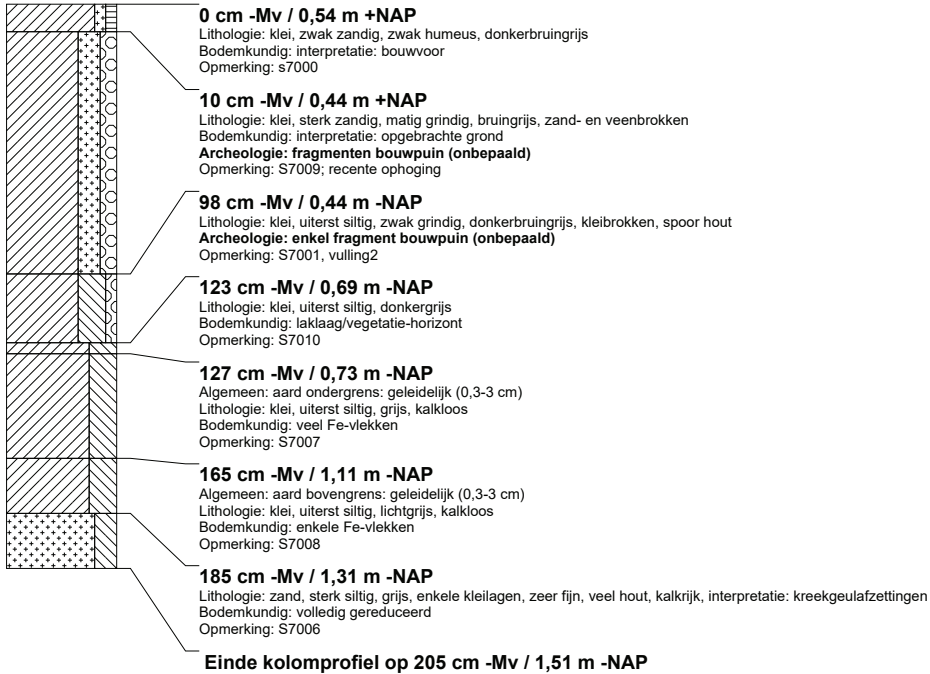 0 cm -Mv / 0,54 m +NAP
Lithologie: klei, zwak zandig, zwak humeus, donkerbruingrijs
Bodemkundig: interpretatie: bouwvoor
Opmerking: s7000
10 cm -Mv / 0,44 m +NAP
Lithologie: klei, sterk zandig, matig grindig, bruingrijs, zand- en veenbrokken
Bodemkundig: interpretatie: opgebrachte grond
Archeologie: fragmenten bouwpuin (onbepaald)
Opmerking: S7009; recente ophoging
98 cm -Mv / 0,44 m -NAP
Lithologie: klei, uiterst siltig, zwak grindig, donkerbruingrijs, kleibrokken, spoor hout
Archeologie: enkel fragment bouwpuin (onbepaald)
Opmerking: S7001, vulling2
123 cm -Mv / 0,69 m -NAP
Lithologie: klei, uiterst siltig, donkergrijs
Bodemkundig: laklaag/vegetatie-horizont
Opmerking: S7010
127 cm -Mv / 0,73 m -NAP
Algemeen: aard ondergrens: geleidelijk (0,3-3 cm)
Lithologie: klei, uiterst siltig, grijs, kalkloos
Bodemkundig: veel Fe-vlekken
Opmerking: S7007
165 cm -Mv / 1,11 m -NAP
Algemeen: aard bovengrens: geleidelijk (0,3-3 cm)
Lithologie: klei, uiterst siltig, lichtgrijs, kalkloos
Bodemkundig: enkele Fe-vlekken
Opmerking: S7008
185 cm -Mv / 1,31 m -NAP
Lithologie: zand, sterk siltig, grijs, enkele kleilagen, zeer fijn, veel hout, kalkrijk, interpretatie: kreekgeulafzettingen
Bodemkundig: volledig gereduceerd
Opmerking: S7006
Einde kolomprofiel op 205 cm -Mv / 1,51 m -NAP